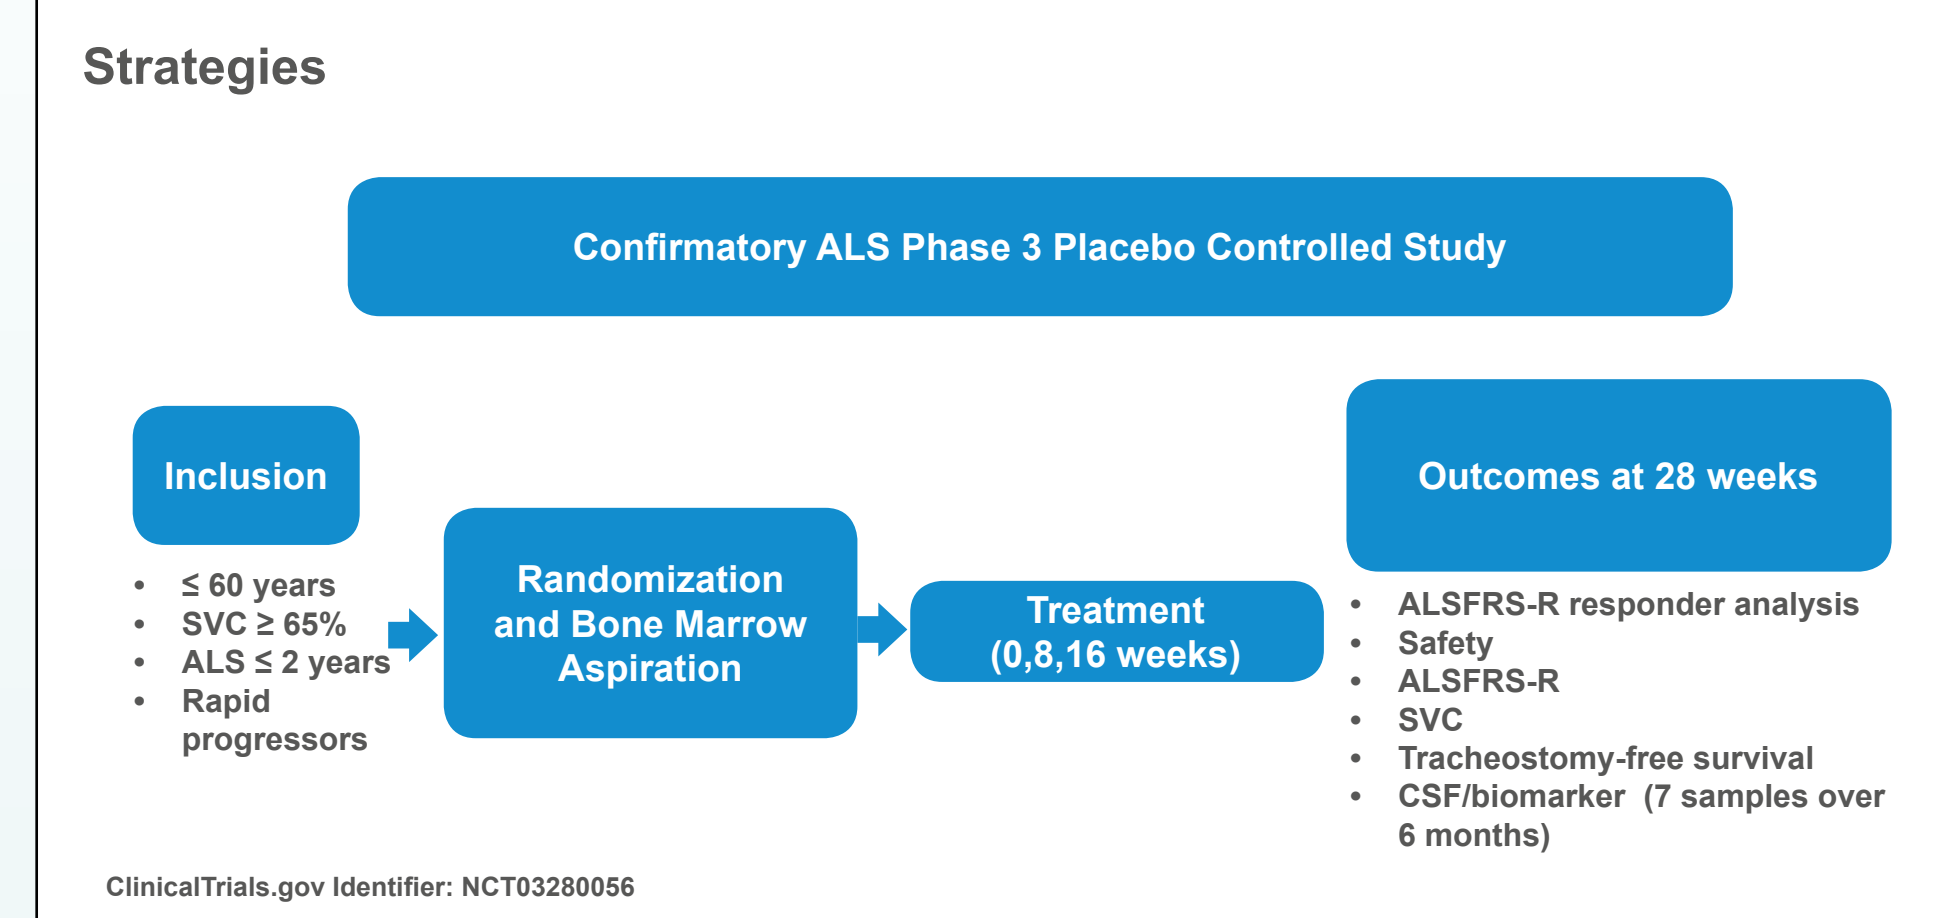 Strategies
Confirmatory ALS Phase 3 Placebo Controlled Study
Inclusion
• ≤ 60 years
• SVC ≥ 65%
• ALS ≤ 2 years
• Rapid
progressors
Randomization
and Bone Marrow
Aspiration
Treatment
(0,8,16 weeks)
Outcomes at 28 weeks
• ALSFRS-R responder analysis
• Safety
• ALSFRS-R
• SVC
• Tracheostomy-free survival
• CSF/biomarker  (7 samples over
6 months)
ClinicalTrials.gov Identifier: NCT03280056